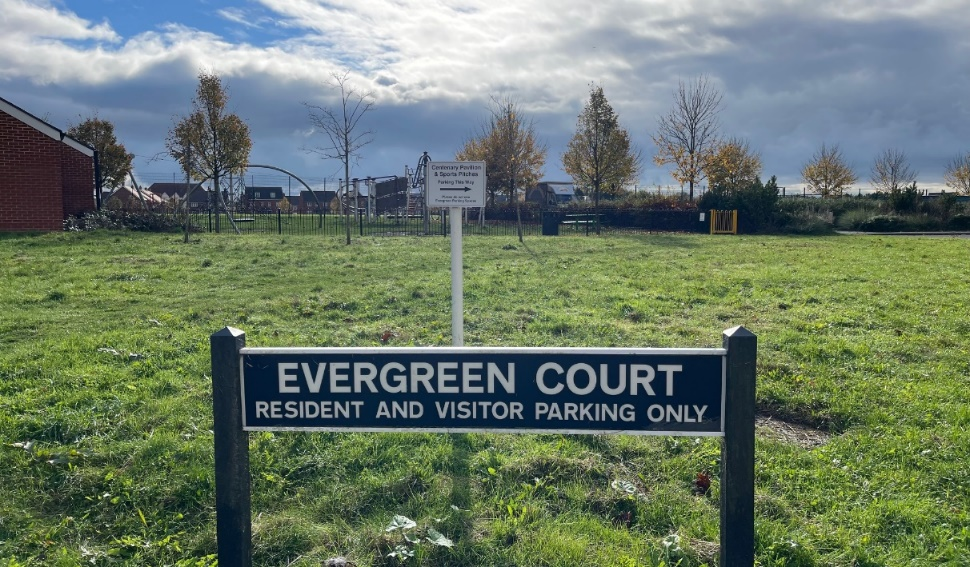 Centenary Pavilion
& Sports Pitches
Parking This Way
EVERGREEN COURT
RESIDENT AND VISITOR PARKING ONLY